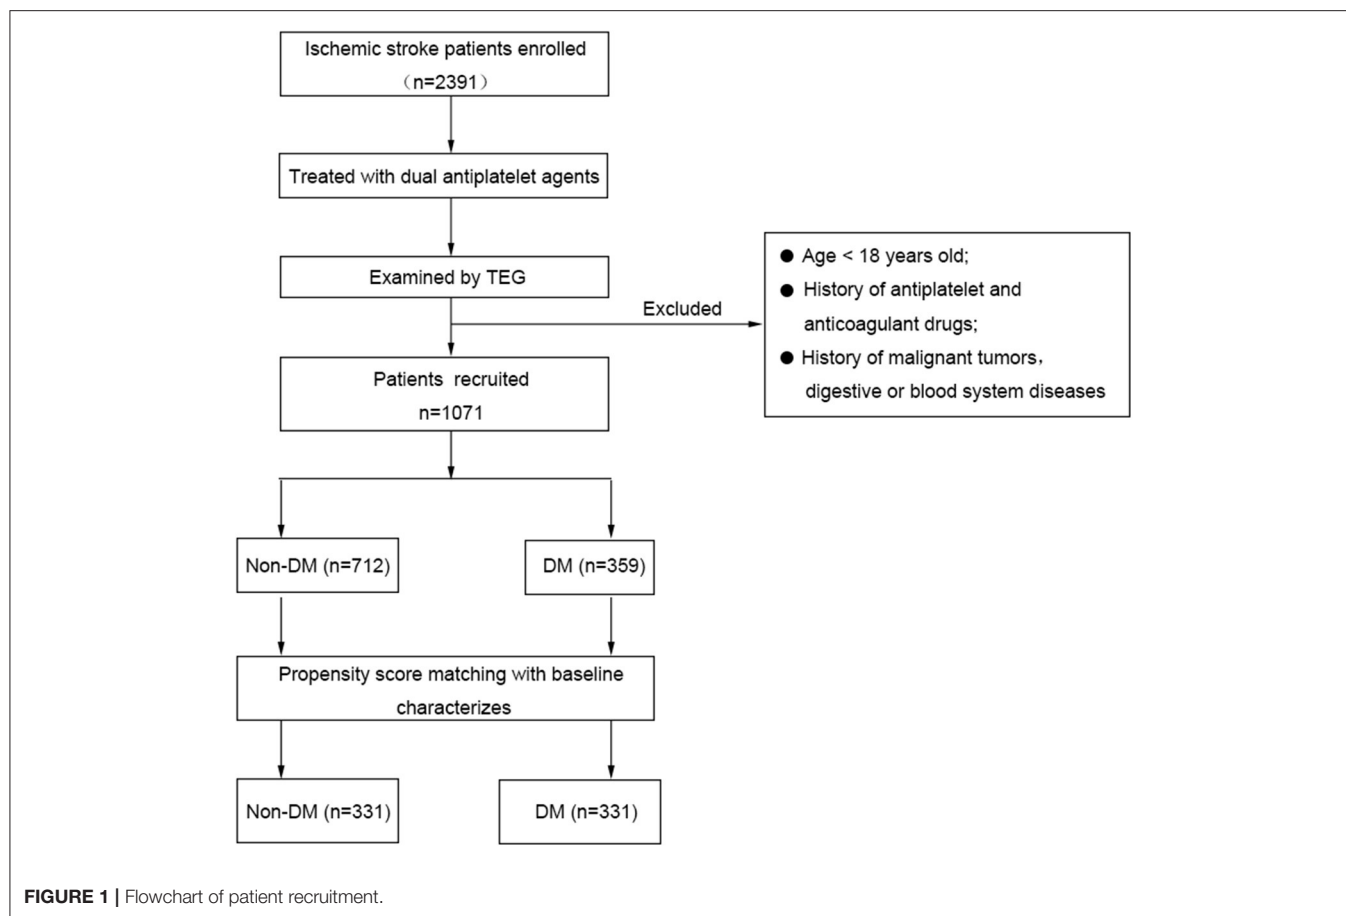 Ischemic stroke patients enrolled
（n=2391）
Treated with dual antiplatelet agents
Examined by TEG
Excluded
● Age < 18 years old;
● History of antiplatelet and
anticoagulant drugs;
● History of malignant tumors,
digestive or blood system diseases
Patients recruited
n=1071
Non-DM (n=712)
DM (n=359)
Propensity score matching with baseline
characterizes
Non-DM (n=331)
DM (n=331)
FIGURE 1 | Flowchart of patient recruitment.